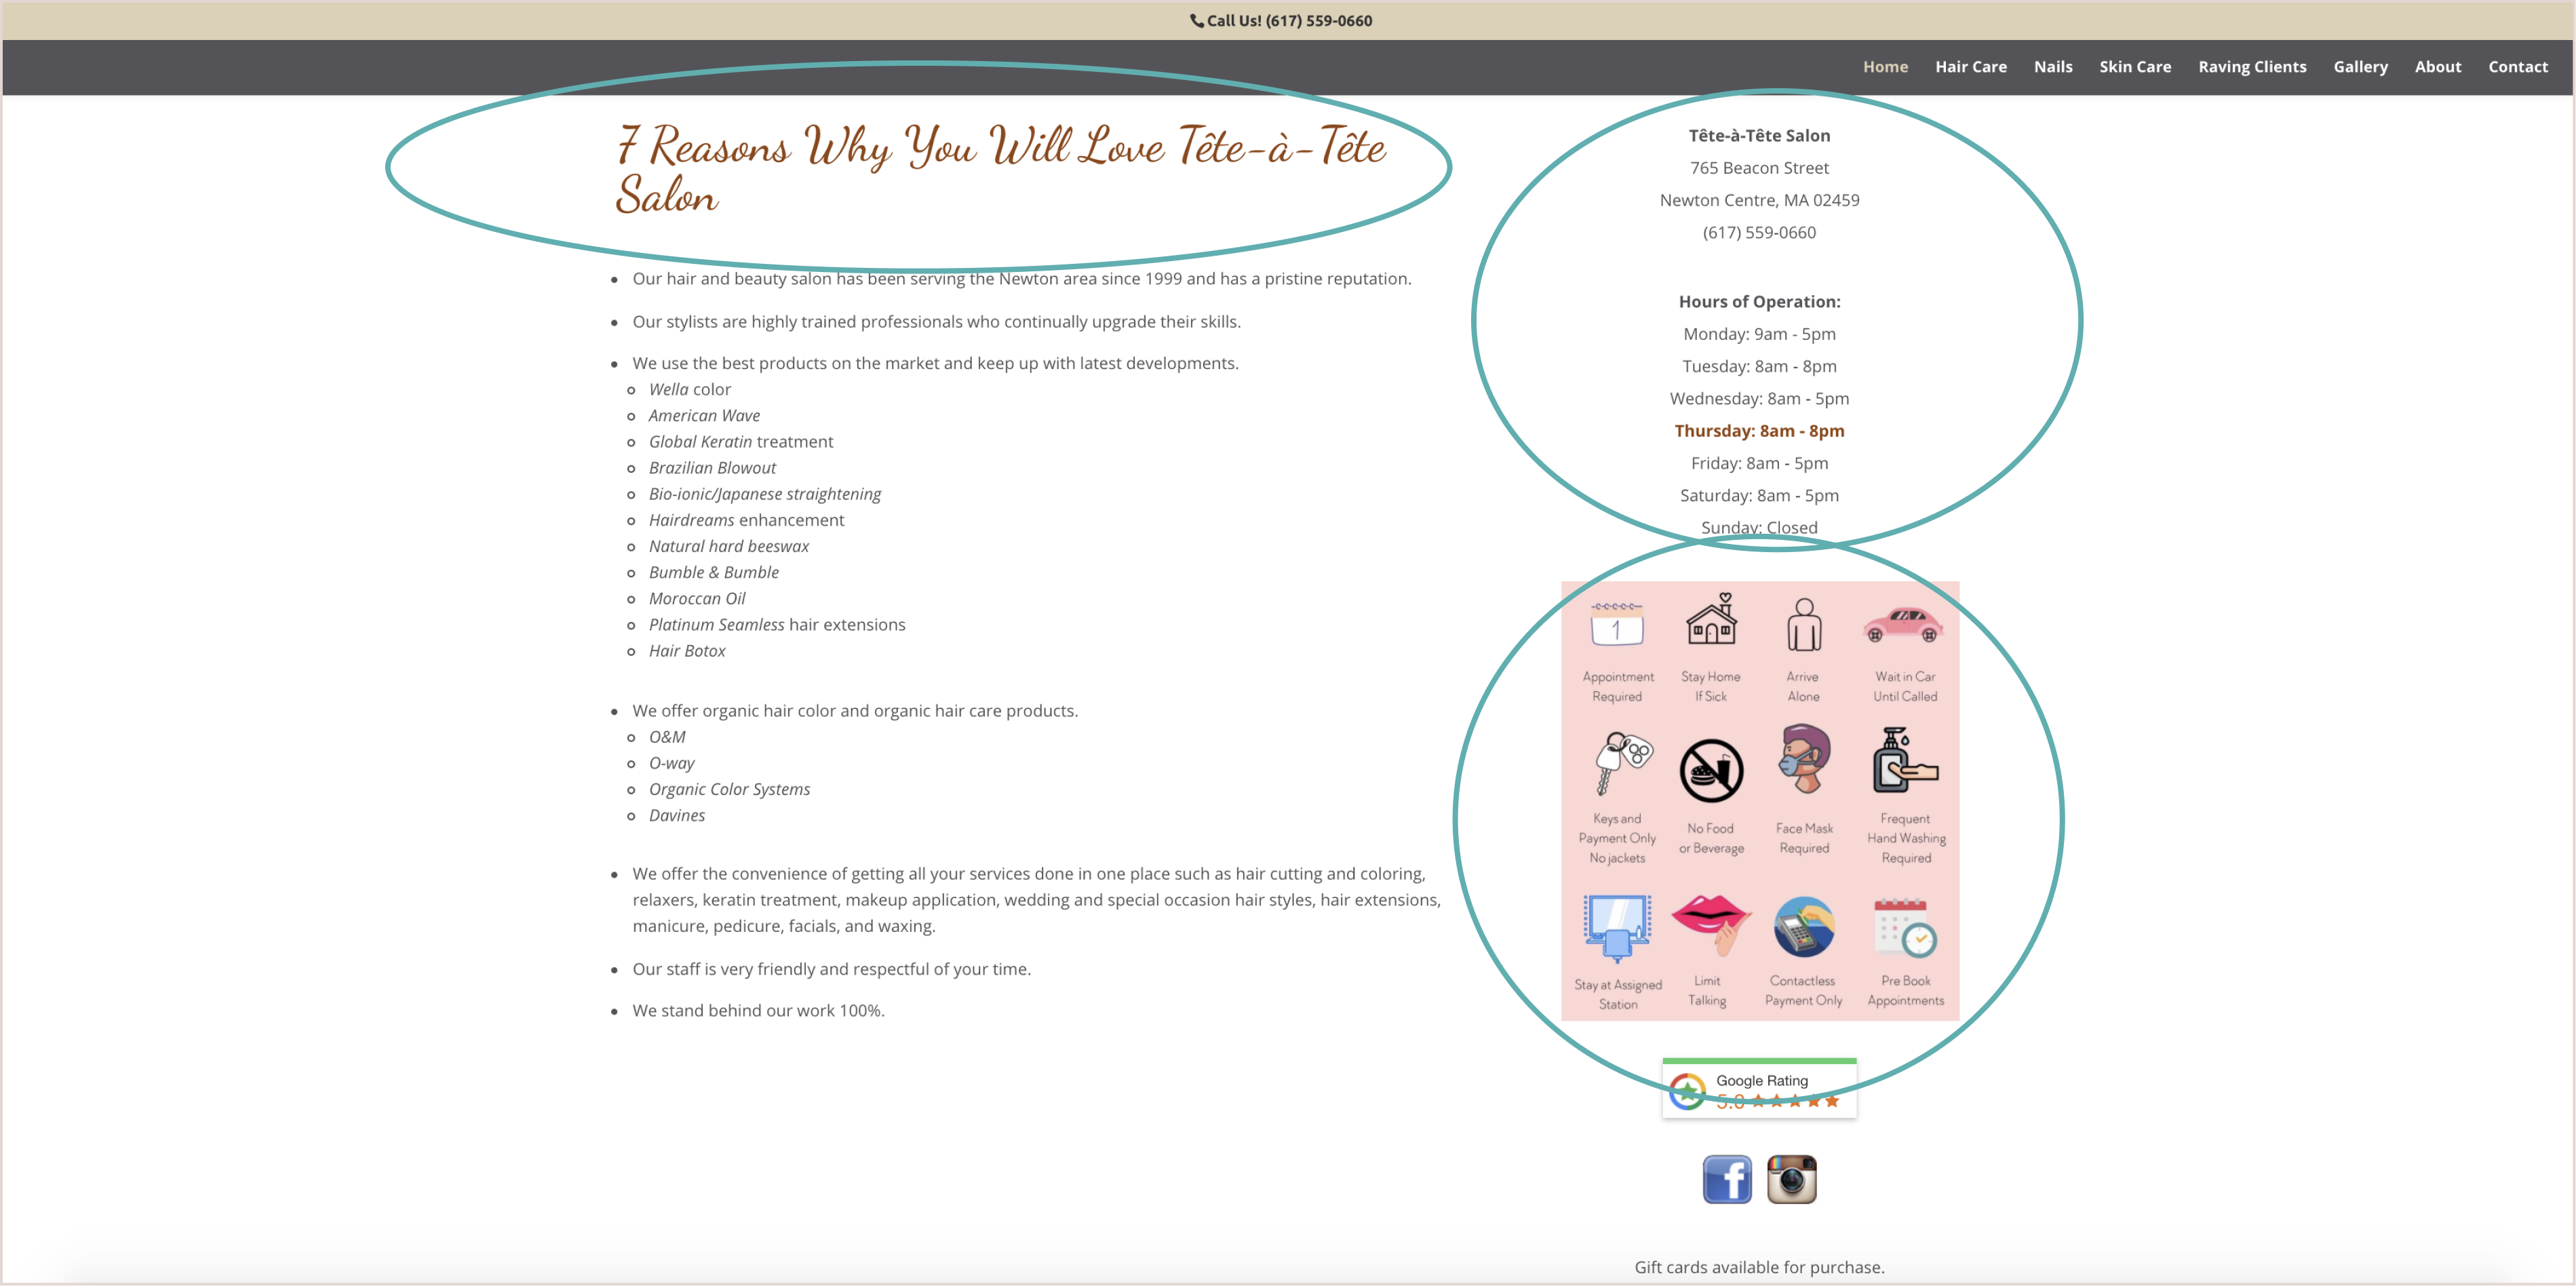 Call Us! (617) 559-0660
Home Hair Care Nails Skin Care Raving Clients Gallery About Contact
7 Reasons Why You Will Love Tête-à-Tête
Salon
Our hair and beauty salon has been serving the Newton area since 1999 and has a pristine reputation.
Our stylists are highly trained professionals who continually upgrade their skills.
We use the best products on the market and keep up with latest developments.
Wella color
American Wave
Global Keratin treatment
Brazilian Blowout
Bio-ionic/Japanese straightening
Hairdreams enhancement
Natural hard beeswax
Bumble & Bumble
Moroccan Oil
Platinum Seamless hair extensions
Hair Botox
We offer organic hair color and organic hair care products.
O&M
O-way
Organic Color Systems
Davines
We offer the convenience of getting all your services done in one place such as hair cutting and coloring,
relaxers, keratin treatment, makeup application, wedding and special occasion hair styles, hair extensions,
manicure, pedicure, facials, and waxing.
Our staff is very friendly and respectful of your time.
We stand behind our work 100%.
Tête-à-Tête Salon
765 Beacon Street
Newton Centre, MA 02459
(617) 559-0660
Hours of Operation:
Monday: 9am - 5pm
Tuesday: 8am - 8pm
Wednesday: 8am - 5pm
Thursday: 8am - 8pm
Friday: 8am - 5pm
Saturday: 8am - 5pm
Sunday: Closed
1
Appointment
Required
Stay Home
If Sick
Arrive
Alone
Wait in Car
Until Called
Keys and
Payment Only
No jackets
No Food
or Beverage
Face Mask
Required
Frequent
Hand Washing
Required
Stay at Assigned
Station
Limit
Talking
Contactless
Payment Only
Pre Book
Appointments
Google Rating
5.0
Gift cards available for purchase.